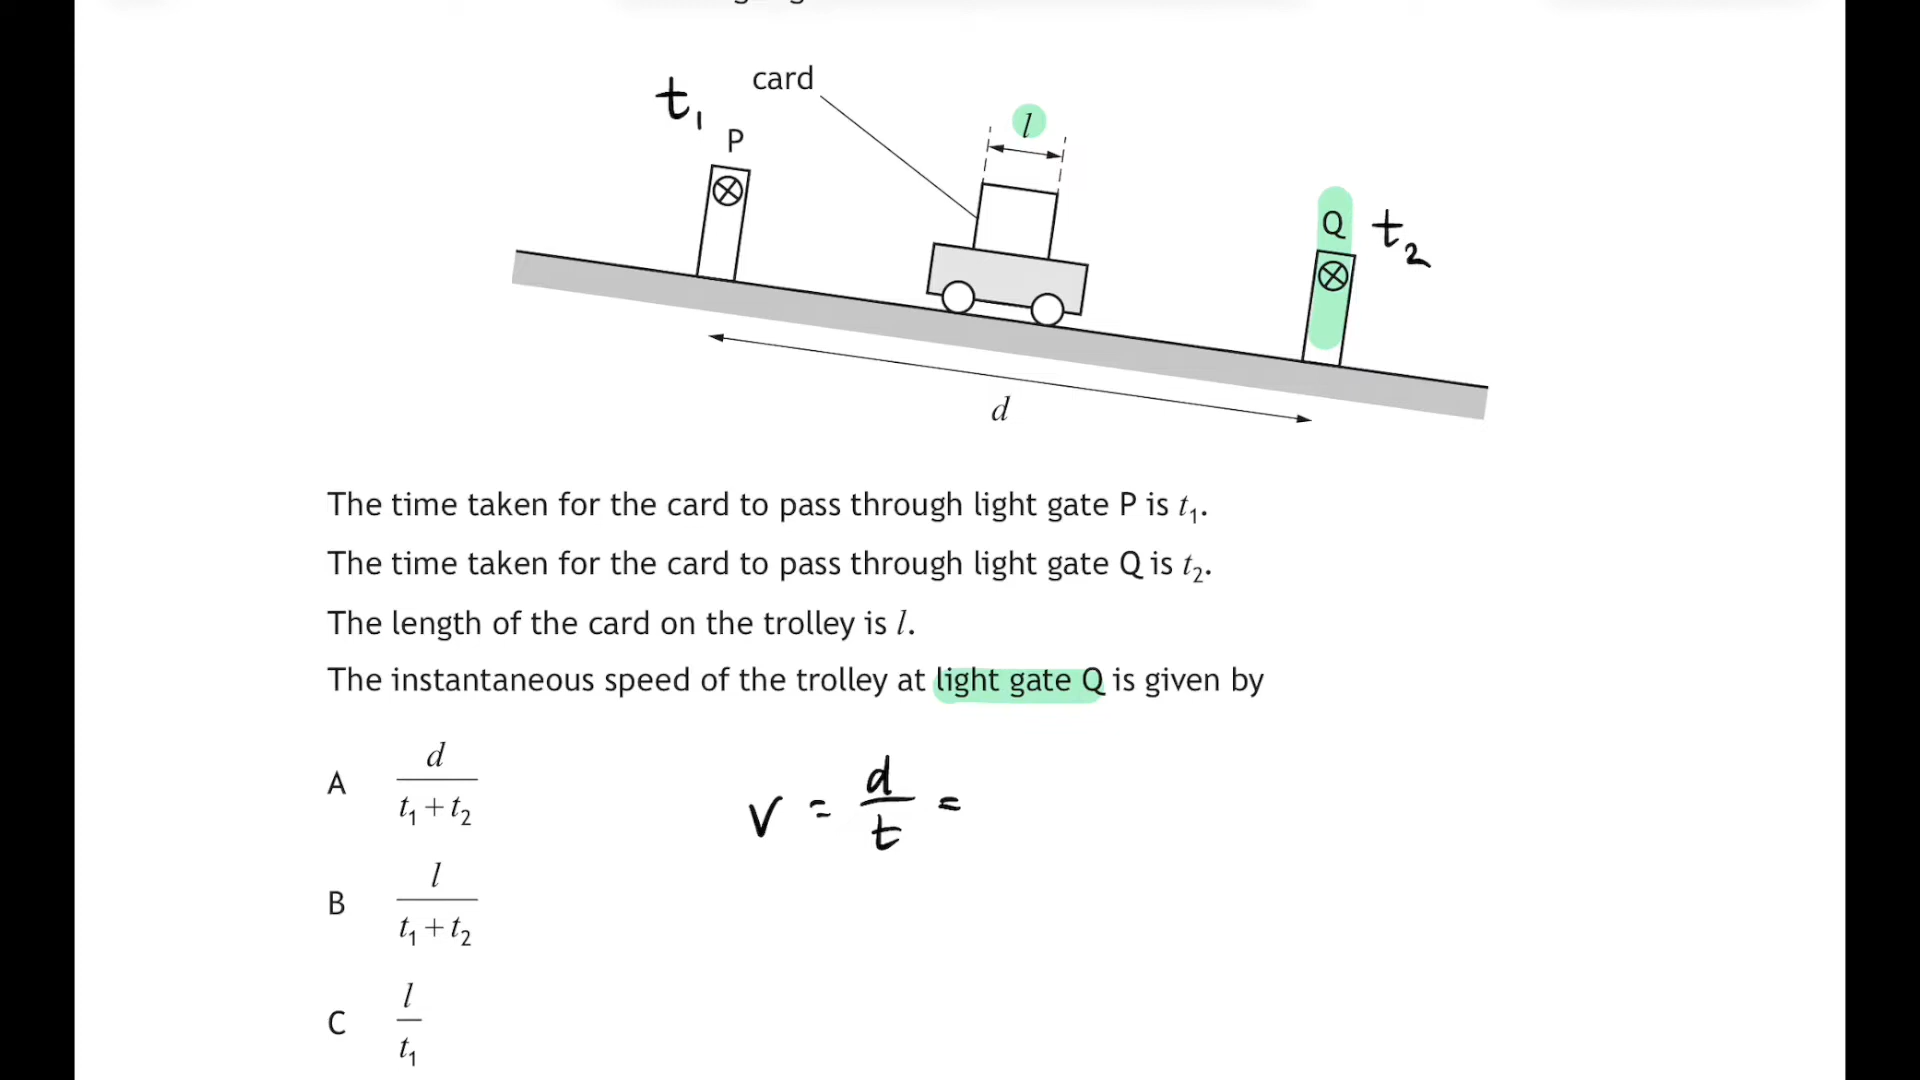 card
t₁
P
l
Q t₂
d
The time taken for the card to pass through light gate P is t₁.
The time taken for the card to pass through light gate Q is t₂.
The length of the card on the trolley is l.
The instantaneous speed of the trolley at light gate Q is given by
A d/(t₁ + t₂)
v = d/t =
B l/(t₁ + t₂)
C l/t₁